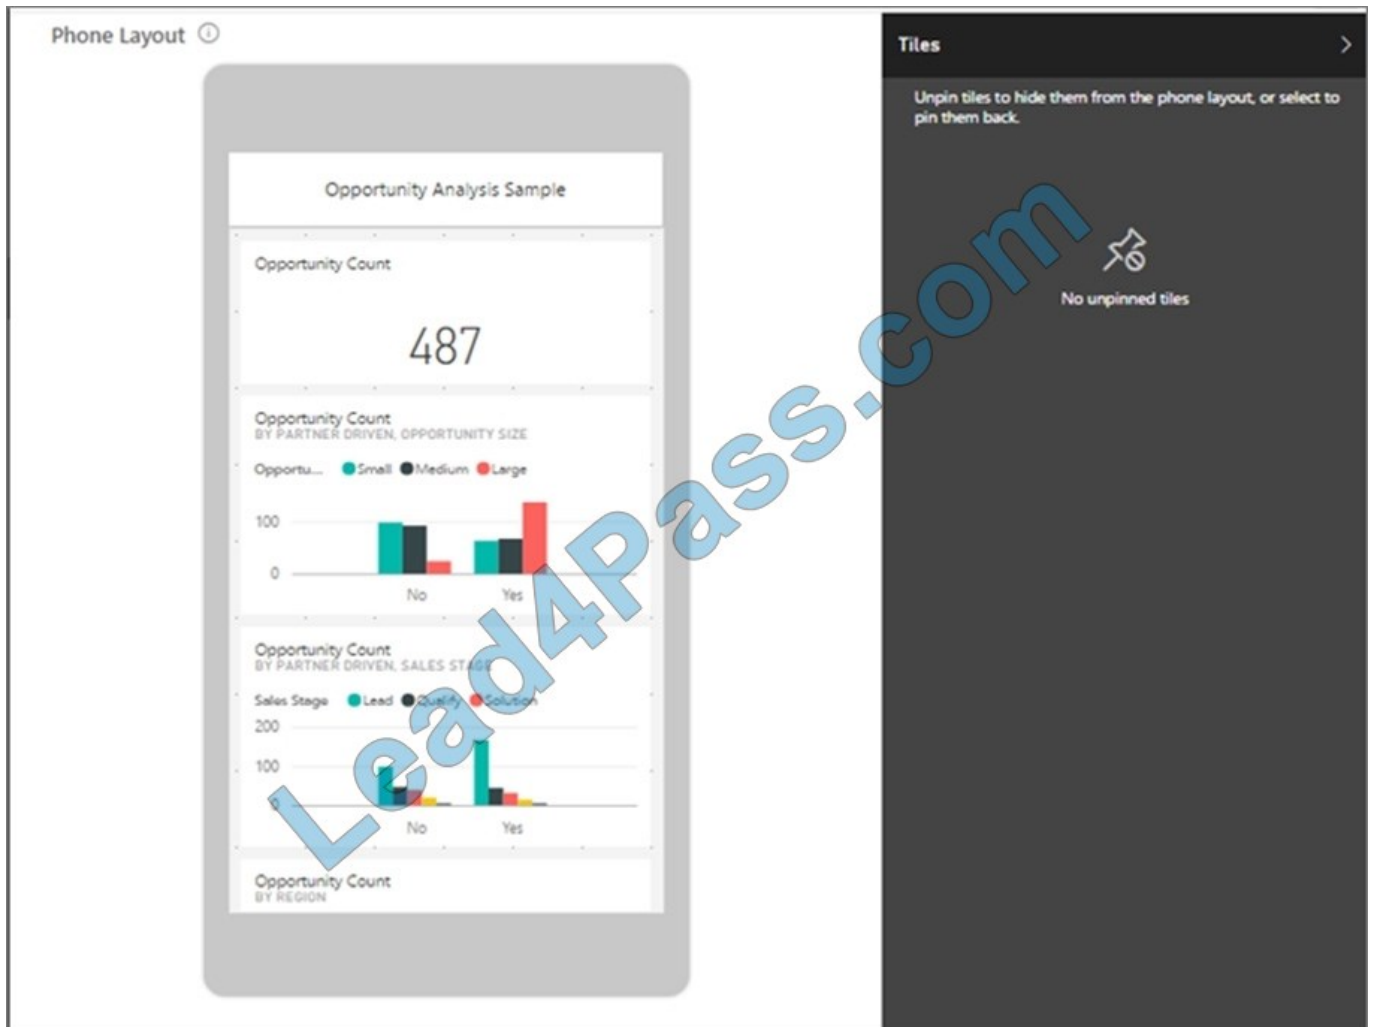 Phone Layout
Tiles
Unpin tiles to hide them from the phone layout, or select to
pin them back.
No unpinned tiles
Opportunity Analysis Sample
Opportunity Count
487
Opportunity Count
BY PARTNER DRIVEN, OPPORTUNITY SIZE
Opportu... Small Medium Large
100
0
No Yes
Opportunity Count
BY PARTNER DRIVEN, SALES STAGE
Sales Stage Lead Qualify Solution
200
100
0
No Yes
Opportunity Count
BY REGION
Lead4Pass.com